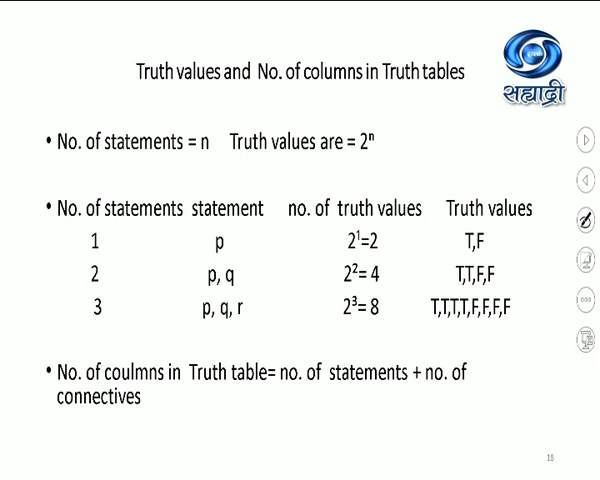 सह्याद्री
Truth values and No. of columns in Truth tables
• No. of statements = n Truth values are = 2ⁿ
• No. of statements statement no. of truth values Truth values
1 p 2¹=2 T,F
2 p, q 2²= 4 T,T,F,F
3 p, q, r 2³= 8 T,T,T,T,F,F,F,F
• No. of coulmns in Truth table= no. of statements + no. of
connectives
18